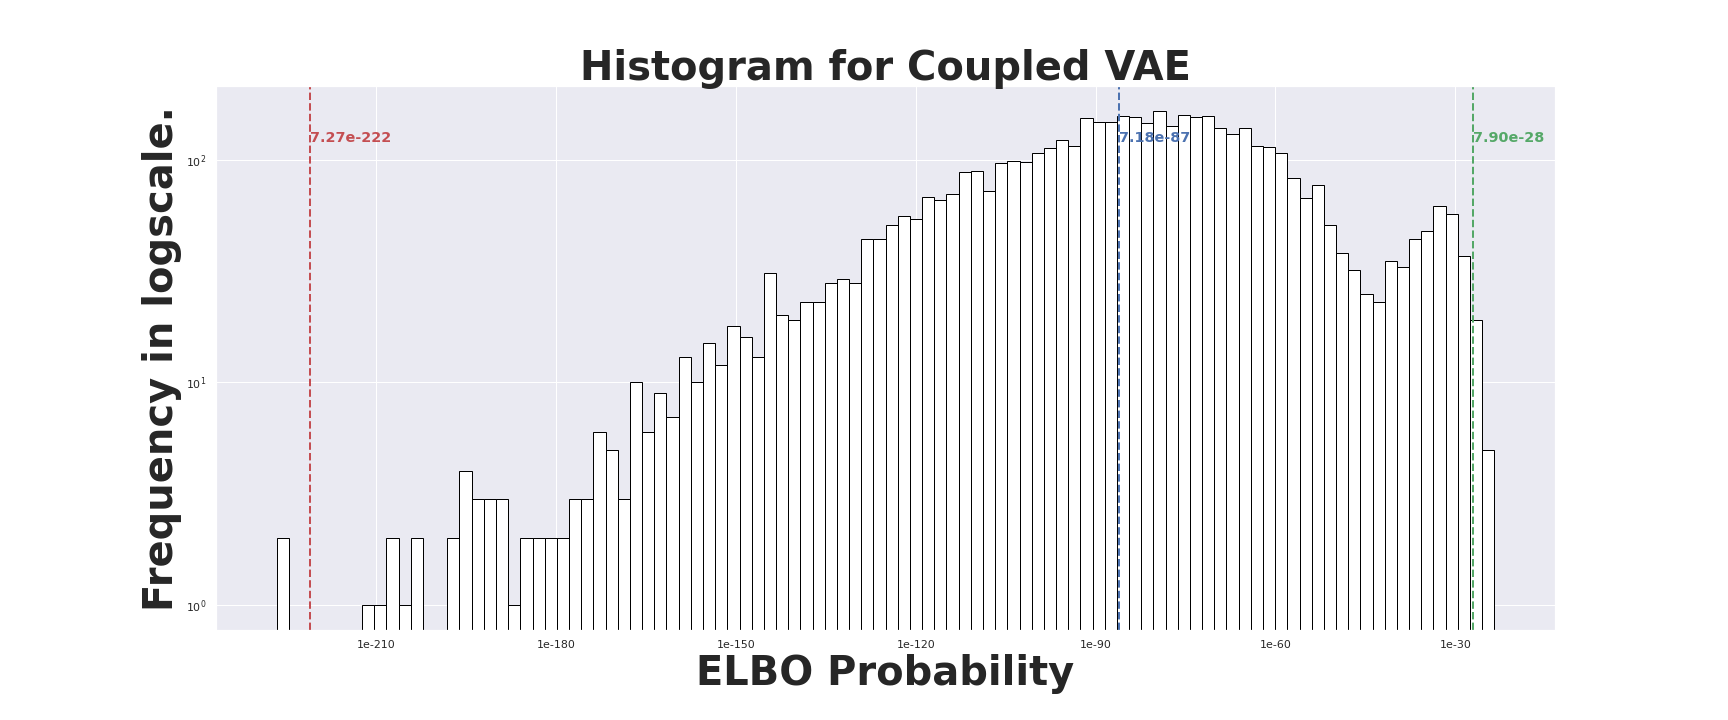 Histogram for Coupled VAE
Frequency in logscale.
10²
10¹
10⁰
7.27e-222
7.18e-87
7.90e-28
1e-210
1e-180
1e-150
1e-120
1e-90
1e-60
1e-30
ELBO Probability